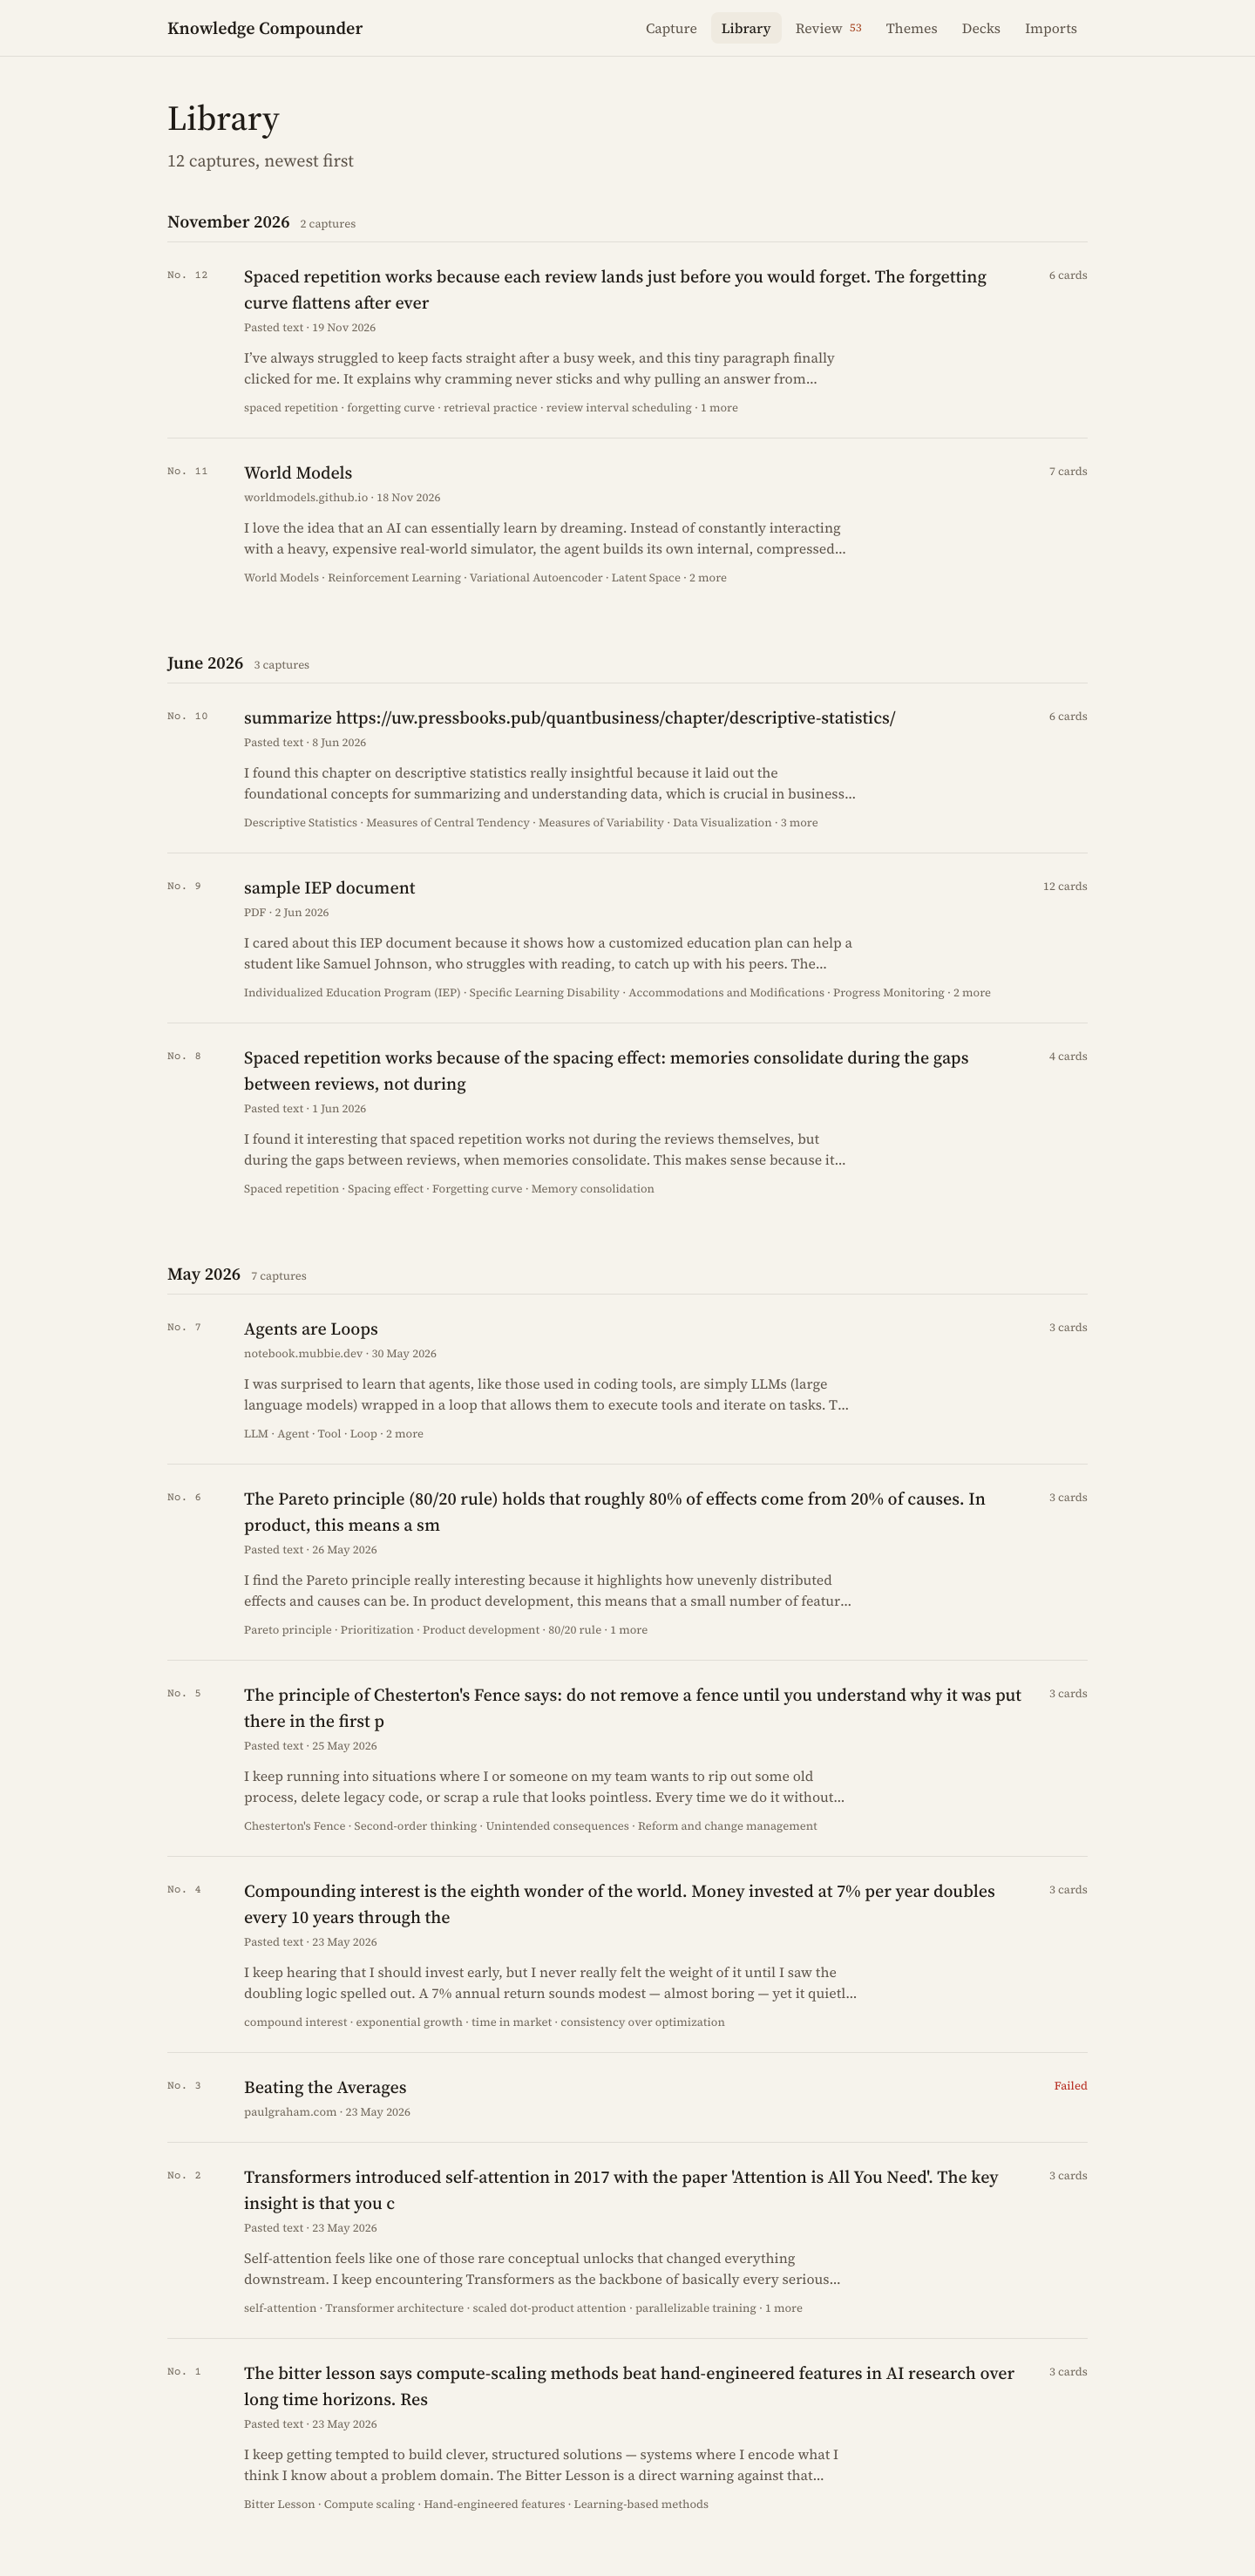 Knowledge Compounder
Capture Library Review 53 Themes Decks Imports
Library
12 captures, newest first
November 2026 2 captures
No. 12
Spaced repetition works because each review lands just before you would forget. The forgetting
curve flattens after ever
6 cards
Pasted text · 19 Nov 2026
I've always struggled to keep facts straight after a busy week, and this tiny paragraph finally
clicked for me. It explains why cramming never sticks and why pulling an answer from…
spaced repetition · forgetting curve · retrieval practice · review interval scheduling · 1 more
No. 11
World Models
7 cards
worldmodels.github.io · 18 Nov 2026
I love the idea that an AI can essentially learn by dreaming. Instead of constantly interacting
with a heavy, expensive real-world simulator, the agent builds its own internal, compressed…
World Models · Reinforcement Learning · Variational Autoencoder · Latent Space · 2 more
June 2026 3 captures
No. 10
summarize https://uw.pressbooks.pub/quantbusiness/chapter/descriptive-statistics/
6 cards
Pasted text · 8 Jun 2026
I found this chapter on descriptive statistics really insightful because it laid out the
foundational concepts for summarizing and understanding data, which is crucial in business…
Descriptive Statistics · Measures of Central Tendency · Measures of Variability · Data Visualization · 3 more
No. 9
sample IEP document
12 cards
PDF · 2 Jun 2026
I cared about this IEP document because it shows how a customized education plan can help a
student like Samuel Johnson, who struggles with reading, to catch up with his peers. The…
Individualized Education Program (IEP) · Specific Learning Disability · Accommodations and Modifications · Progress Monitoring · 2 more
No. 8
Spaced repetition works because of the spacing effect: memories consolidate during the gaps
between reviews, not during
4 cards
Pasted text · 1 Jun 2026
I found it interesting that spaced repetition works not during the reviews themselves, but
during the gaps between reviews, when memories consolidate. This makes sense because it…
Spaced repetition · Spacing effect · Forgetting curve · Memory consolidation
May 2026 7 captures
No. 7
Agents are Loops
3 cards
notebook.mubbie.dev · 30 May 2026
I was surprised to learn that agents, like those used in coding tools, are simply LLMs (large
language models) wrapped in a loop that allows them to execute tools and iterate on tasks. T…
LLM · Agent · Tool · Loop · 2 more
No. 6
The Pareto principle (80/20 rule) holds that roughly 80% of effects come from 20% of causes. In
product, this means a sm
3 cards
Pasted text · 26 May 2026
I find the Pareto principle really interesting because it highlights how unevenly distributed
effects and causes can be. In product development, this means that a small number of featur…
Pareto principle · Prioritization · Product development · 80/20 rule · 1 more
No. 5
The principle of Chesterton's Fence says: do not remove a fence until you understand why it was put
there in the first p
3 cards
Pasted text · 25 May 2026
I keep running into situations where I or someone on my team wants to rip out some old
process, delete legacy code, or scrap a rule that looks pointless. Every time we do it without…
Chesterton's Fence · Second-order thinking · Unintended consequences · Reform and change management
No. 4
Compounding interest is the eighth wonder of the world. Money invested at 7% per year doubles
every 10 years through the
3 cards
Pasted text · 23 May 2026
I keep hearing that I should invest early, but I never really felt the weight of it until I saw the
doubling logic spelled out. A 7% annual return sounds modest — almost boring — yet it quietl…
compound interest · exponential growth · time in market · consistency over optimization
No. 3
Beating the Averages
Failed
paulgraham.com · 23 May 2026
No. 2
Transformers introduced self-attention in 2017 with the paper 'Attention is All You Need'. The key
insight is that you c
3 cards
Pasted text · 23 May 2026
Self-attention feels like one of those rare conceptual unlocks that changed everything
downstream. I keep encountering Transformers as the backbone of basically every serious…
self-attention · Transformer architecture · scaled dot-product attention · parallelizable training · 1 more
No. 1
The bitter lesson says compute-scaling methods beat hand-engineered features in AI research over
long time horizons. Res
3 cards
Pasted text · 23 May 2026
I keep getting tempted to build clever, structured solutions — systems where I encode what I
think I know about a problem domain. The Bitter Lesson is a direct warning against that…
Bitter Lesson · Compute scaling · Hand-engineered features · Learning-based methods